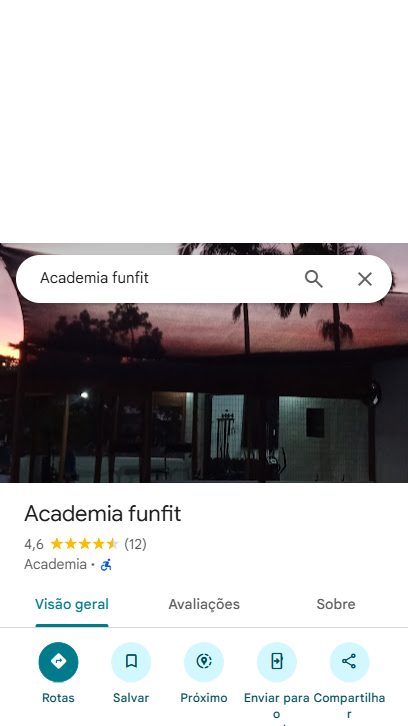 Academia funfit
Academia funfit
4,6 (12)
Academia •
Visão geral Avaliações Sobre
Rotas Salvar Próximo Enviar para o Compartilhar